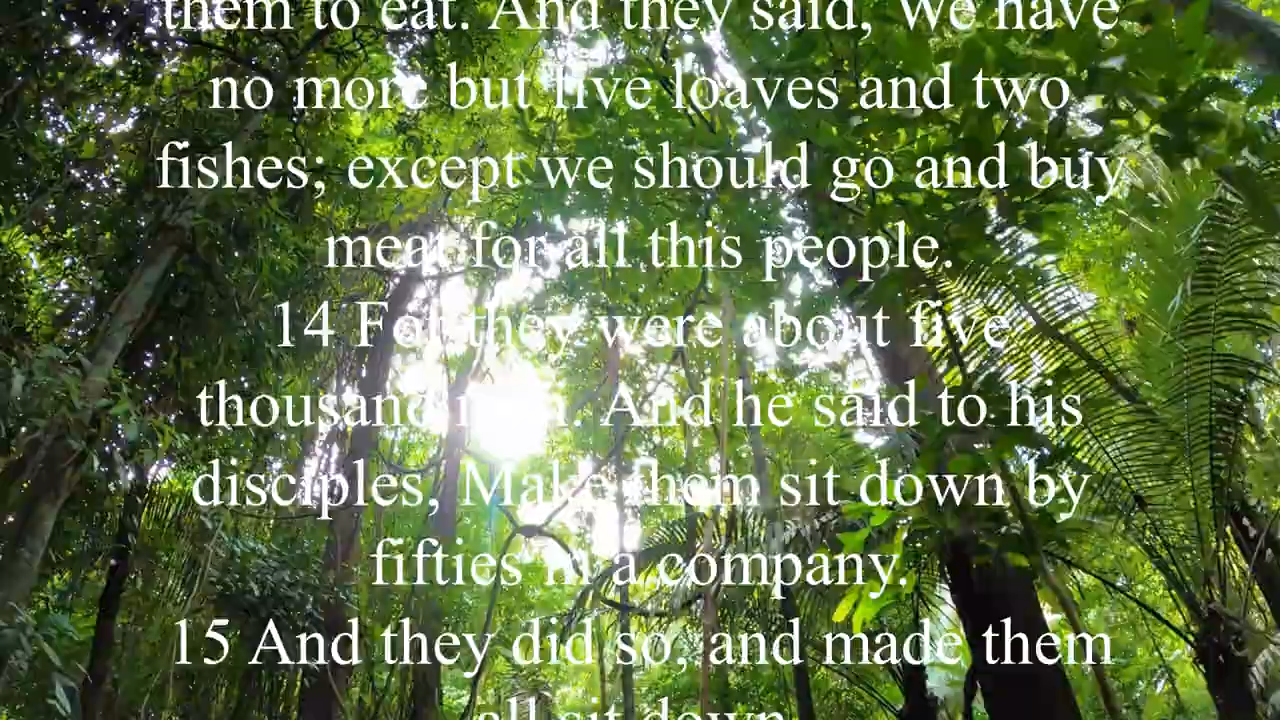 them to eat. And they said, We have
no more but five loaves and two
fishes; except we should go and buy
meat for all this people.
14 For they were about five
thousand men. And he said to his
disciples, Make them sit down by
fifties in a company.
15 And they did so, and made them
all sit down.